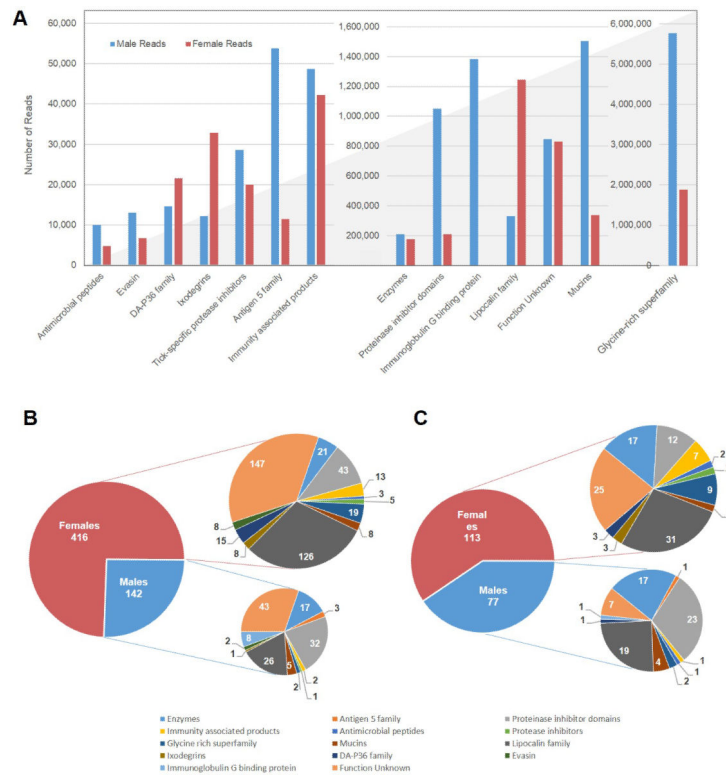 A
Number of Reads
Male Reads
Female Reads
60,000
50,000
40,000
30,000
20,000
10,000
0
1,600,000
1,400,000
1,200,000
1,000,000
800,000
600,000
400,000
200,000
6,000,000
5,000,000
4,000,000
3,000,000
2,000,000
1,000,000
0
Antimicrobial peptides
Evasin
DA-P36 family
Ixodegrins
Tick-specific protease inhibitors
Antigen 5 family
Immunity associated products
Enzymes
Proteinase inhibitor domains
Immunoglobulin G binding protein
Lipocalin family
Function Unknown
Mucins
Glycine-rich superfamily
B
Females
416
Males
142
147
21
43
13
3
5
19
8
126
8
15
8
43
17
3
32
2
1
2
5
26
1
2
8
C
Femal
es
113
Males
77
25
17
12
7
2
1
9
1
31
3
3
7
17
1
23
1
1
2
4
19
1
1
Enzymes
Antigen 5 family
Proteinase inhibitor domains
Immunity associated products
Antimicrobial peptides
Protease inhibitors
Glycine rich superfamily
Mucins
Lipocalin family
Ixodegrins
DA-P36 family
Evasin
Immunoglobulin G binding protein
Function Unknown